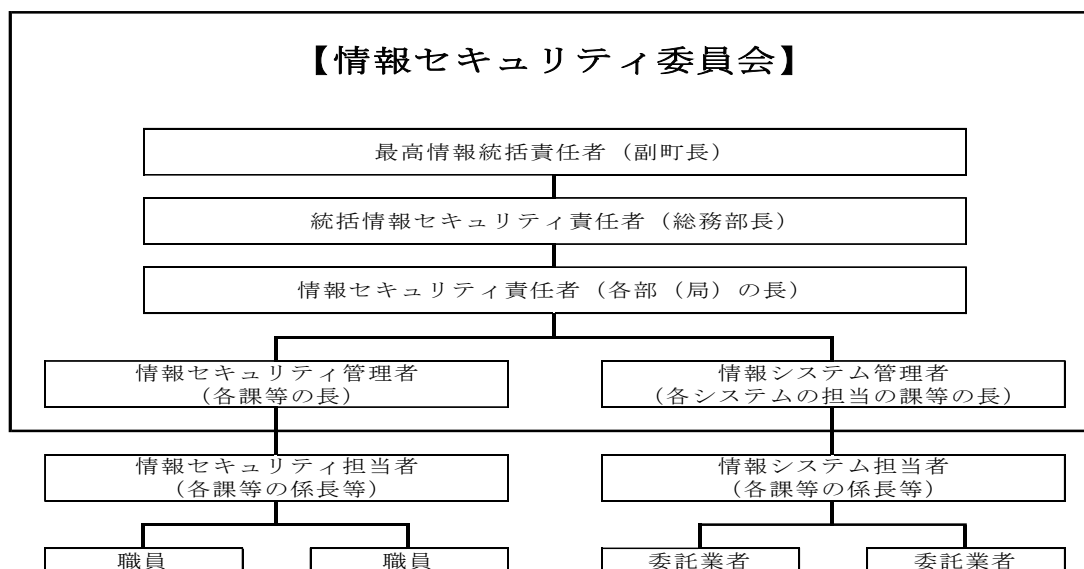 【情報セキュリティ委員会】
最高情報統括責任者（副町長）
統括情報セキュリティ責任者（総務部長）
情報セキュリティ責任者（各部（局）の長）
情報セキュリティ管理者
（各課等の長）
情報システム管理者
（各システムの担当の課等の長）
情報セキュリティ担当者
（各課等の係長等）
情報システム担当者
（各課等の係長等）
職員
職員
委託業者
委託業者